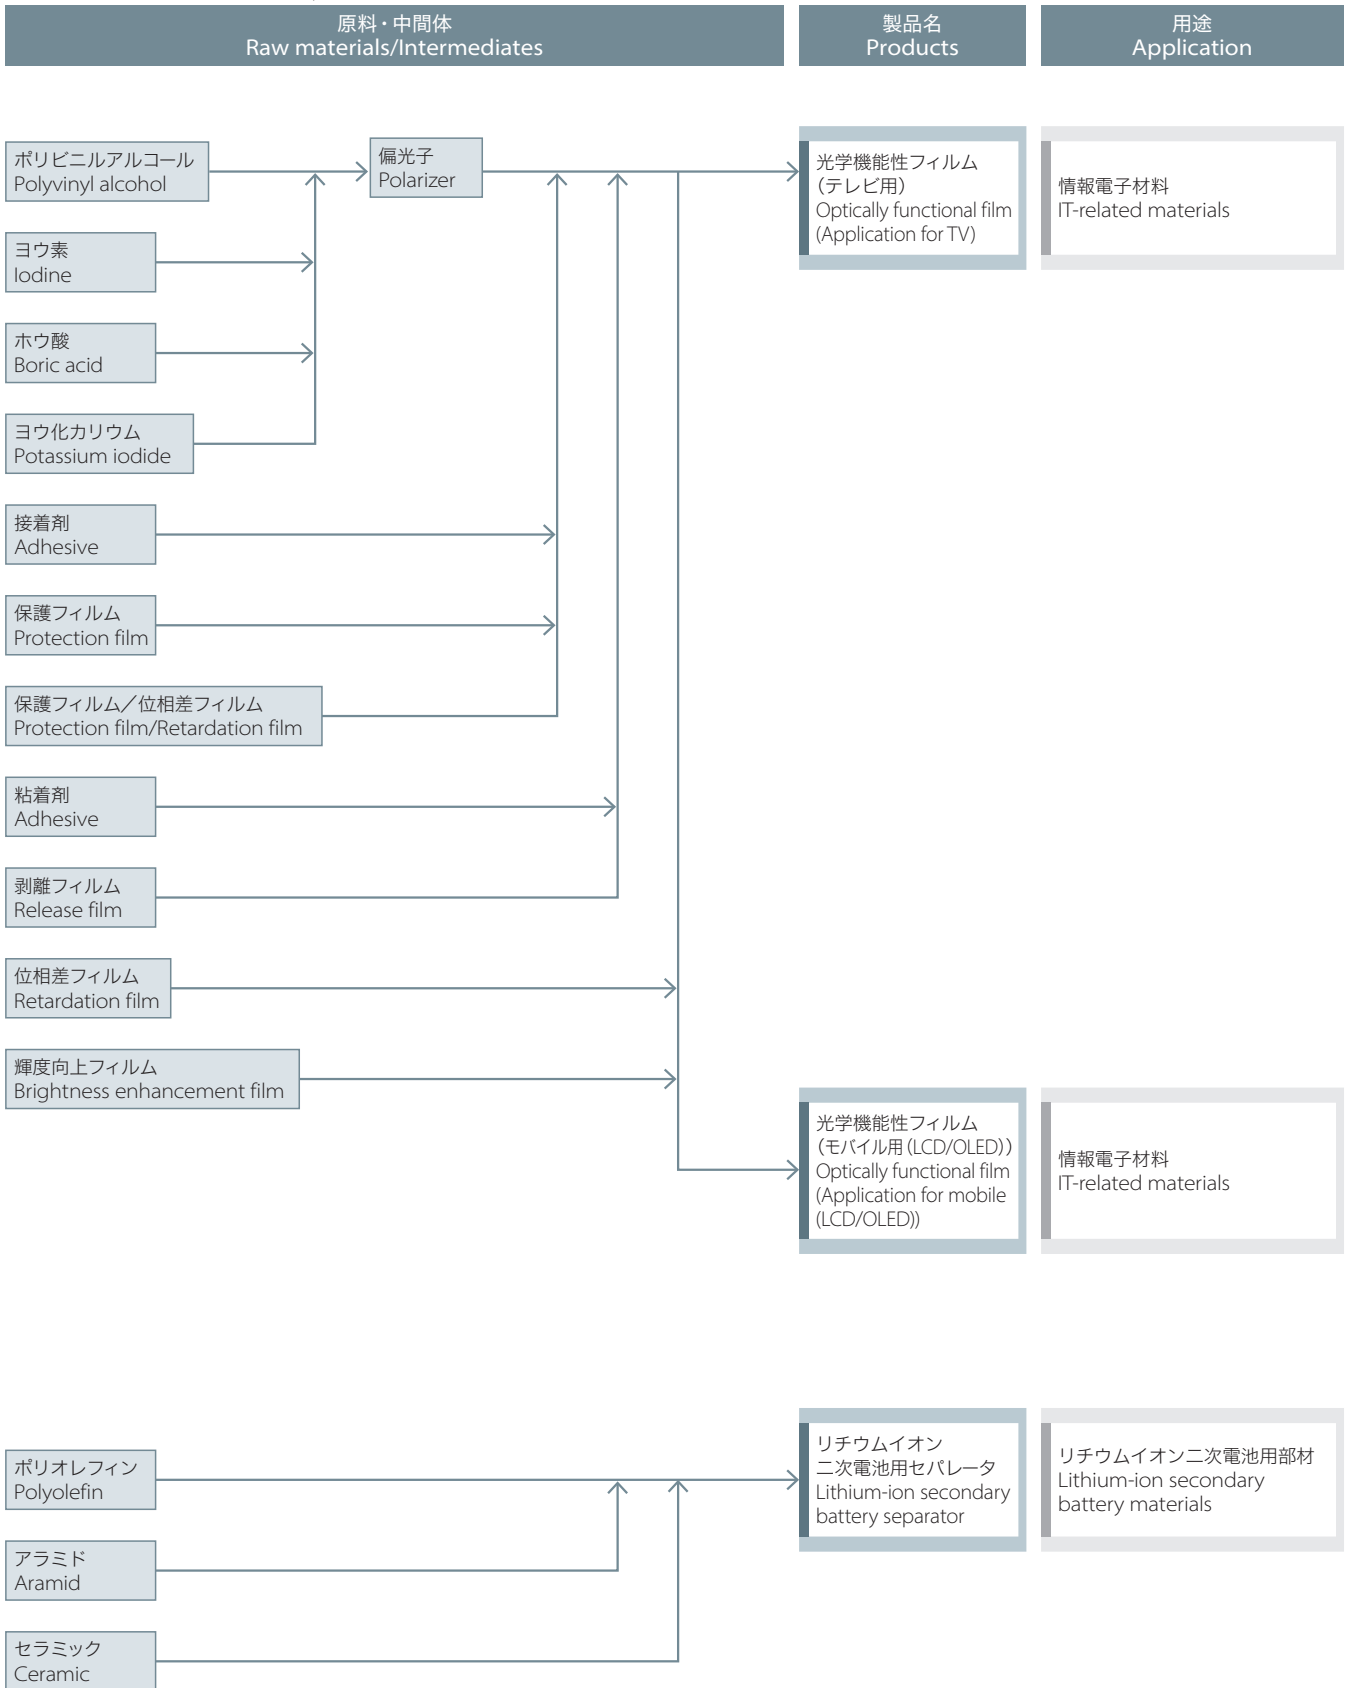 原料・中間体
Raw materials/Intermediates
製品名
Products
用途
Application
ポリビニルアルコール
Polyvinyl alcohol
偏光子
Polarizer
光学機能性フィルム
（テレビ用）
Optically functional film
(Application for TV)
情報電子材料
IT-related materials
ヨウ素
Iodine
ホウ酸
Boric acid
ヨウ化カリウム
Potassium iodide
接着剤
Adhesive
保護フィルム
Protection film
保護フィルム／位相差フィルム
Protection film/Retardation film
粘着剤
Adhesive
剥離フィルム
Release film
位相差フィルム
Retardation film
輝度向上フィルム
Brightness enhancement film
光学機能性フィルム
（モバイル用（LCD/OLED））
Optically functional film
(Application for mobile
(LCD/OLED))
情報電子材料
IT-related materials
ポリオレフィン
Polyolefin
リチウムイオン
二次電池用セパレータ
Lithium-ion secondary
battery separator
リチウムイオン二次電池用部材
Lithium-ion secondary
battery materials
アラミド
Aramid
セラミック
Ceramic